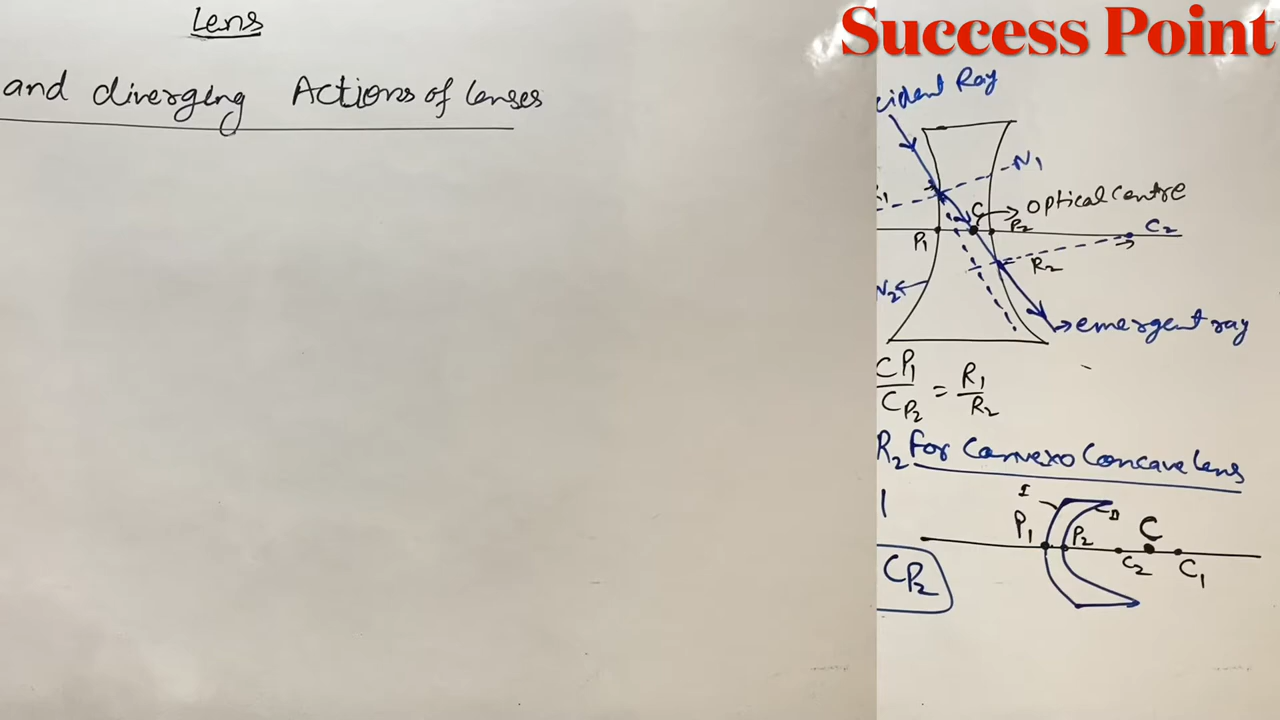 Lens
and diverging Actions of lenses
Success Point
cident Ray
N1
optical centre
C
P1
P2
C2
R2
N2
emergent ray
CP1/CP2 = R1/R2
R2 For Convexo Concave lens
I
P1
P2
C
C2
C1
CP2